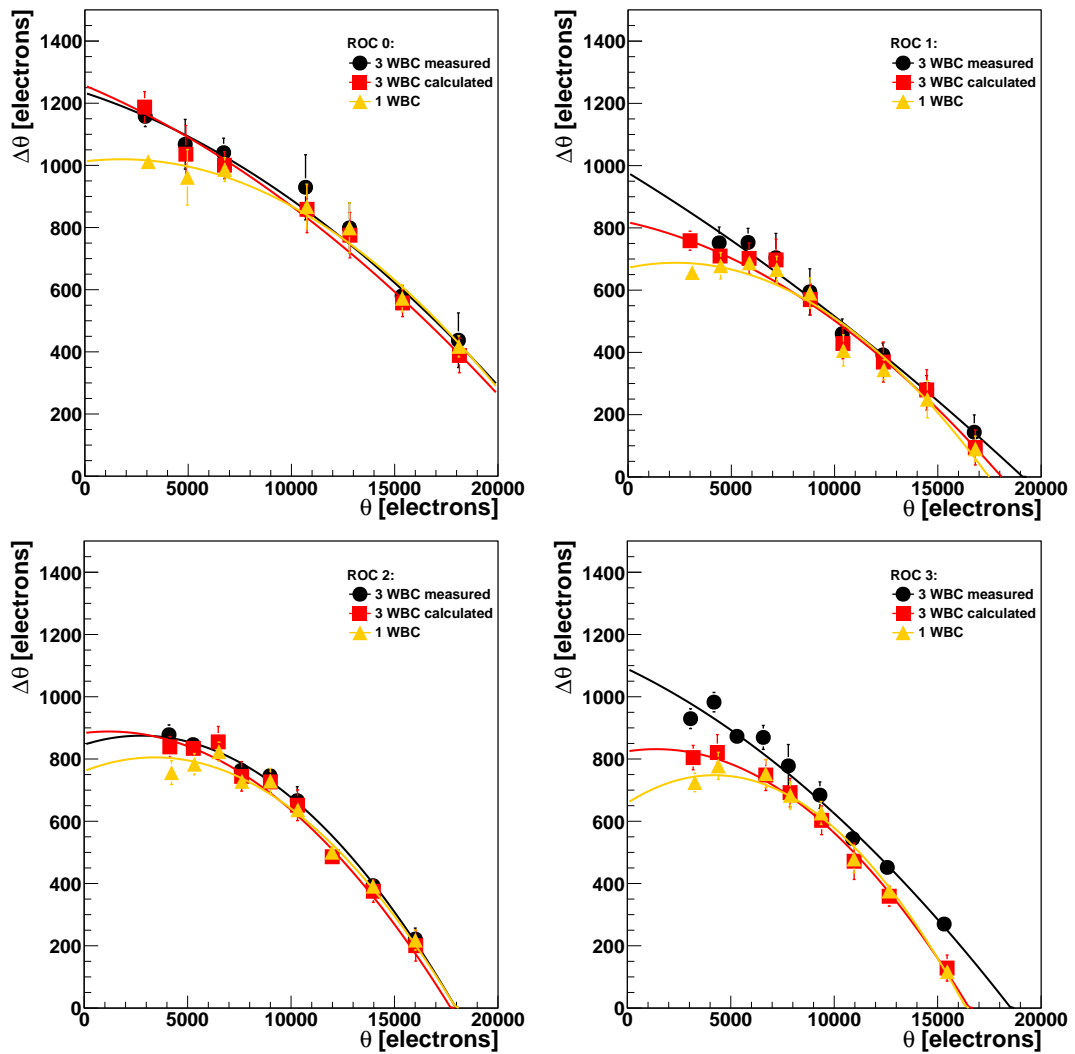 1400
1200
1000
800
600
400
200
0
Δθ [electrons]
ROC 0:
3 WBC measured
3 WBC calculated
1 WBC
0 5000 10000 15000 20000
θ [electrons]
1400
1200
1000
800
600
400
200
0
Δθ [electrons]
ROC 1:
3 WBC measured
3 WBC calculated
1 WBC
0 5000 10000 15000 20000
θ [electrons]
1400
1200
1000
800
600
400
200
0
Δθ [electrons]
ROC 2:
3 WBC measured
3 WBC calculated
1 WBC
0 5000 10000 15000 20000
θ [electrons]
1400
1200
1000
800
600
400
200
0
Δθ [electrons]
ROC 3:
3 WBC measured
3 WBC calculated
1 WBC
0 5000 10000 15000 20000
θ [electrons]